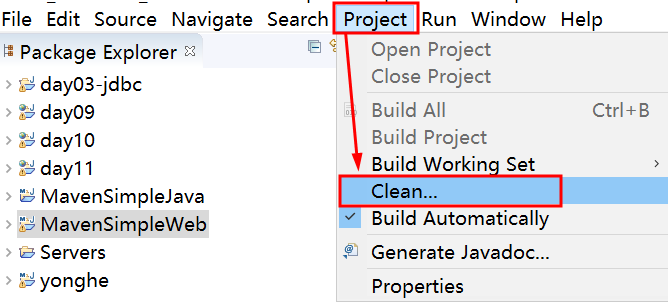 File Edit Source Navigate Search Project Run Window Help
Package Explorer
day03-jdbc
day09
day10
day11
MavenSimpleJava
MavenSimpleWeb
Servers
yonghe
Open Project
Close Project
Build All Ctrl+B
Build Project
Build Working Set
Clean...
Build Automatically
Generate Javadoc...
Properties